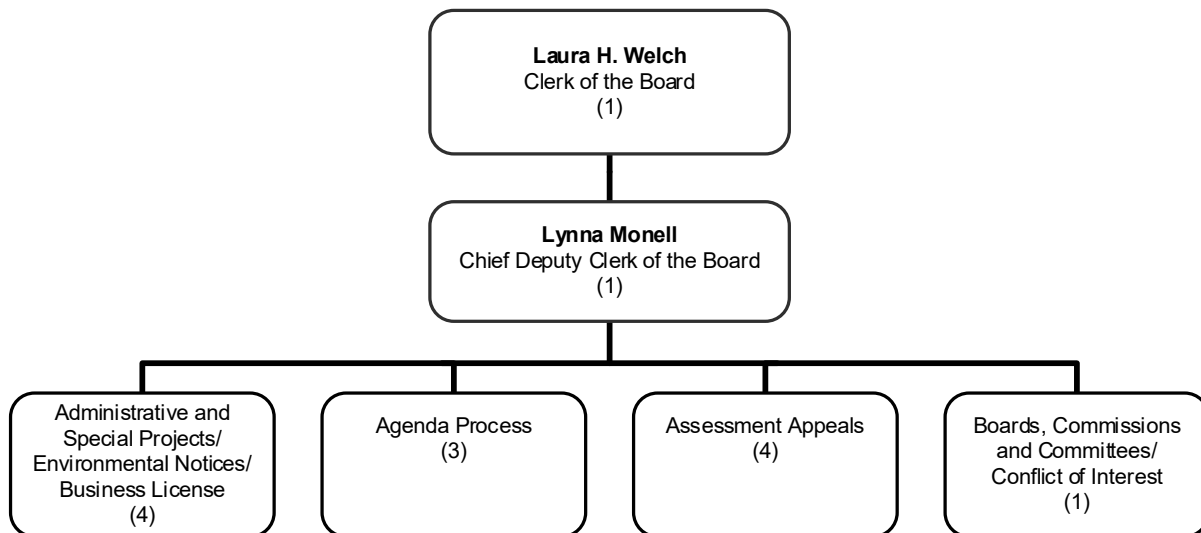 Laura H. Welch
Clerk of the Board
(1)
Lynna Monell
Chief Deputy Clerk of the Board
(1)
Administrative and
Special Projects/
Environmental Notices/
Business License
(4)
Agenda Process
(3)
Assessment Appeals
(4)
Boards, Commissions
and Committees/
Conflict of Interest
(1)